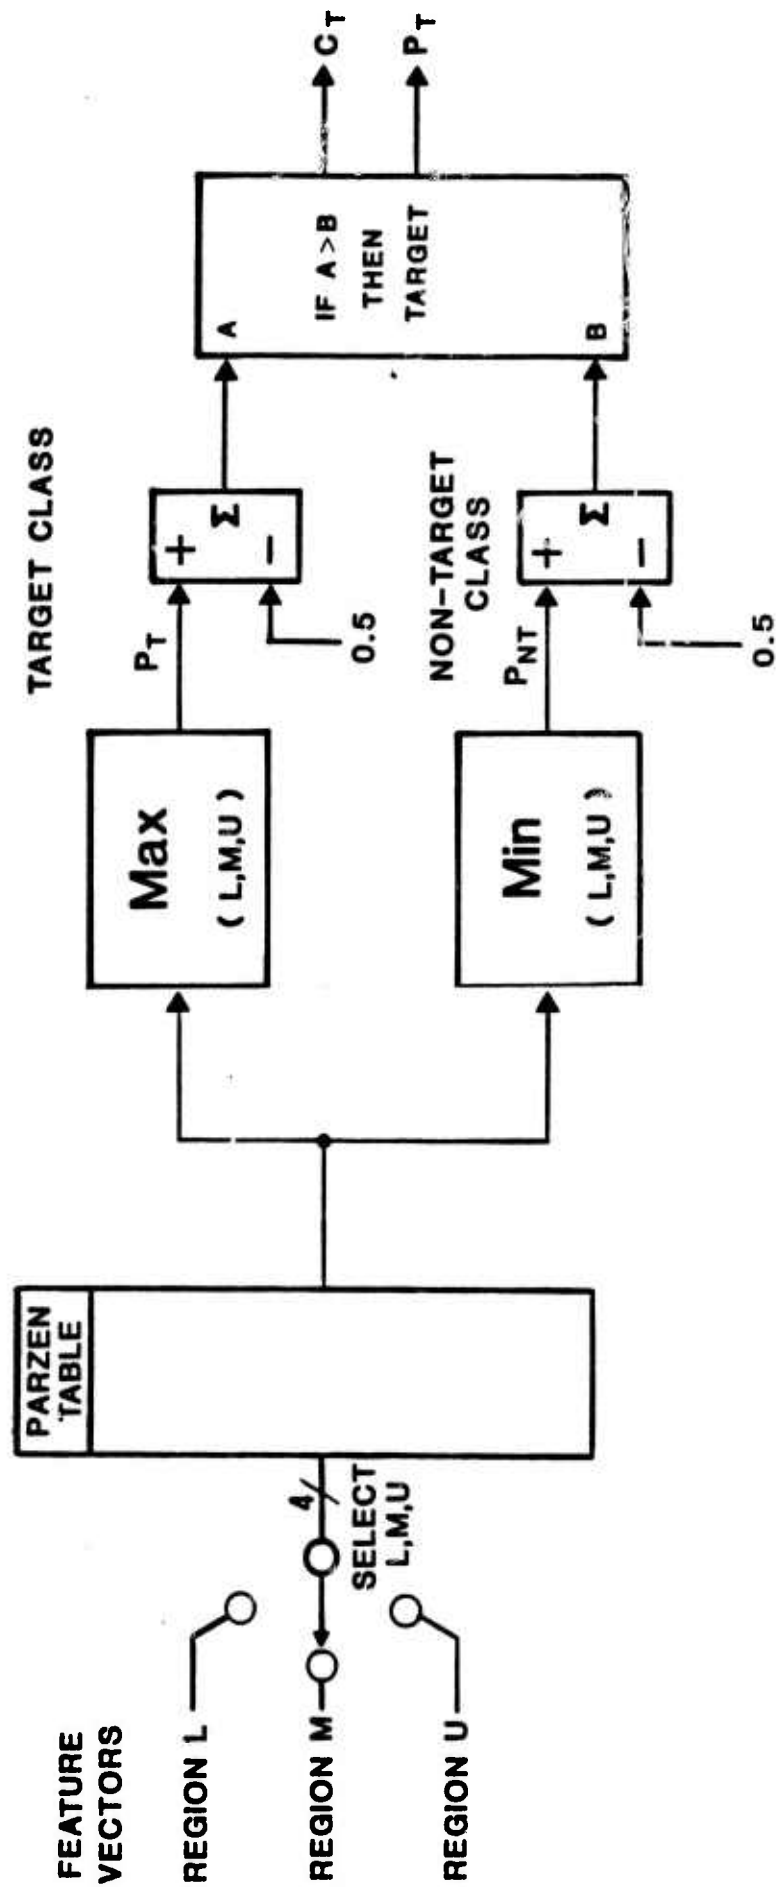 FEATURE
VECTORS
REGION L
REGION M
REGION U
4
SELECT
L,M,U
PARZEN
TABLE
Max
( L,M,U )
Min
( L,M,U )
TARGET CLASS
P_T
+
Σ
−
0.5
NON-TARGET
CLASS
P_NT
+
Σ
−
0.5
A
IF A>B
THEN
TARGET
B
C_T
P_T